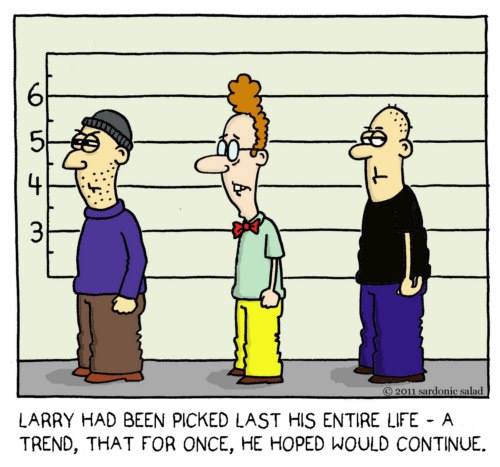 6
5
4
3
© 2011 sardonic salad
LARRY HAD BEEN PICKED LAST HIS ENTIRE LIFE - A
TREND, THAT FOR ONCE, HE HOPED WOULD CONTINUE.